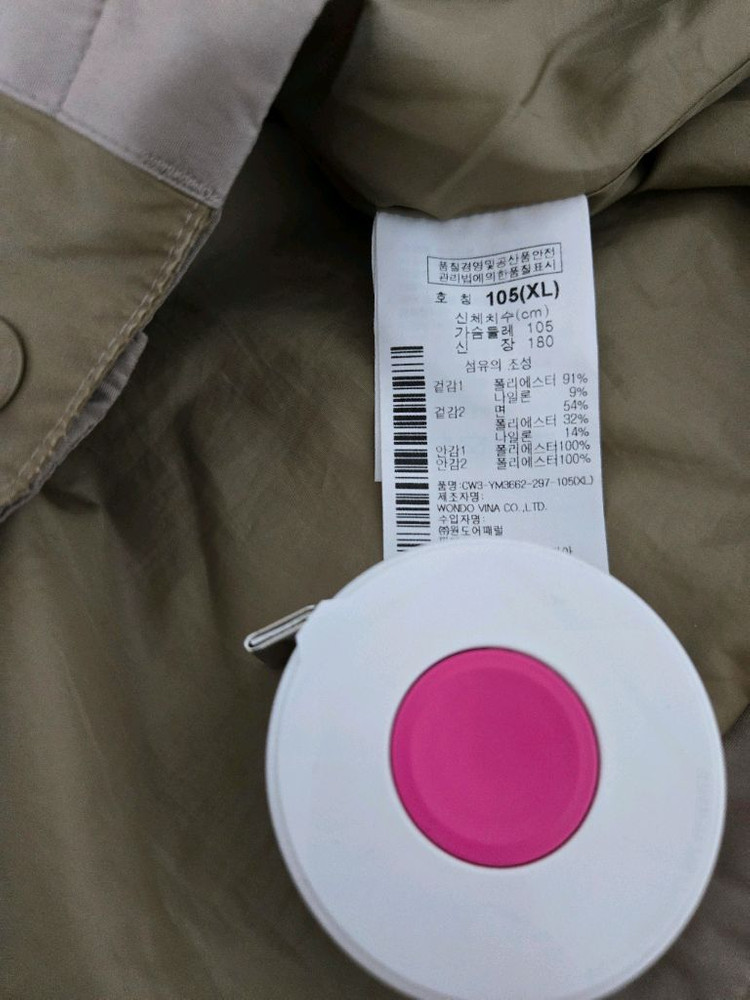 품질경영및공산품안전
관리법에의한품질표시
호 칭 105(XL)
신체치수(cm)
가슴둘레 105
신 장 180
섬유의 조성
겉감1 폴리에스터 91%
나일론 9%
겉감2 면 54%
폴리에스터 32%
나일론 14%
안감1 폴리에스터100%
안감2 폴리에스터100%
품명:CW3-YM3662-297-105(XL)
제조자명:
WONDO VINA CO.,LTD.
수입자명:
㈜원도어패럴